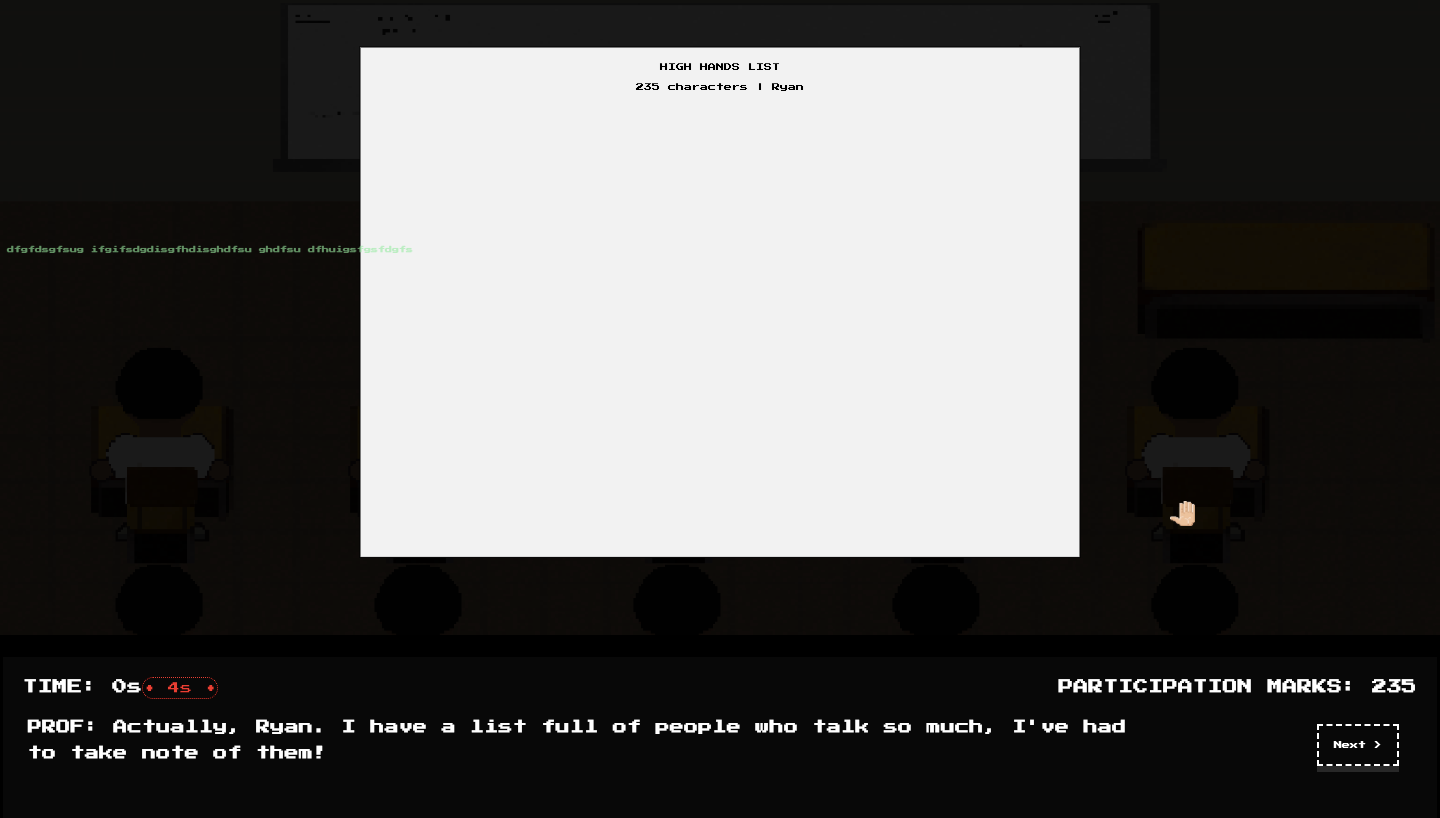 HIGH HANDS LIST
235 characters | Ryan
dfgfdsgfsug ifgifsdgdisgfhdisghdfsu ghdfsu dfhuigsfgsfdgfs
TIME: 0s
4s
PARTICIPATION MARKS: 235
PROF: Actually, Ryan. I have a list full of people who talk so much, I've had
to take note of them!
Next >